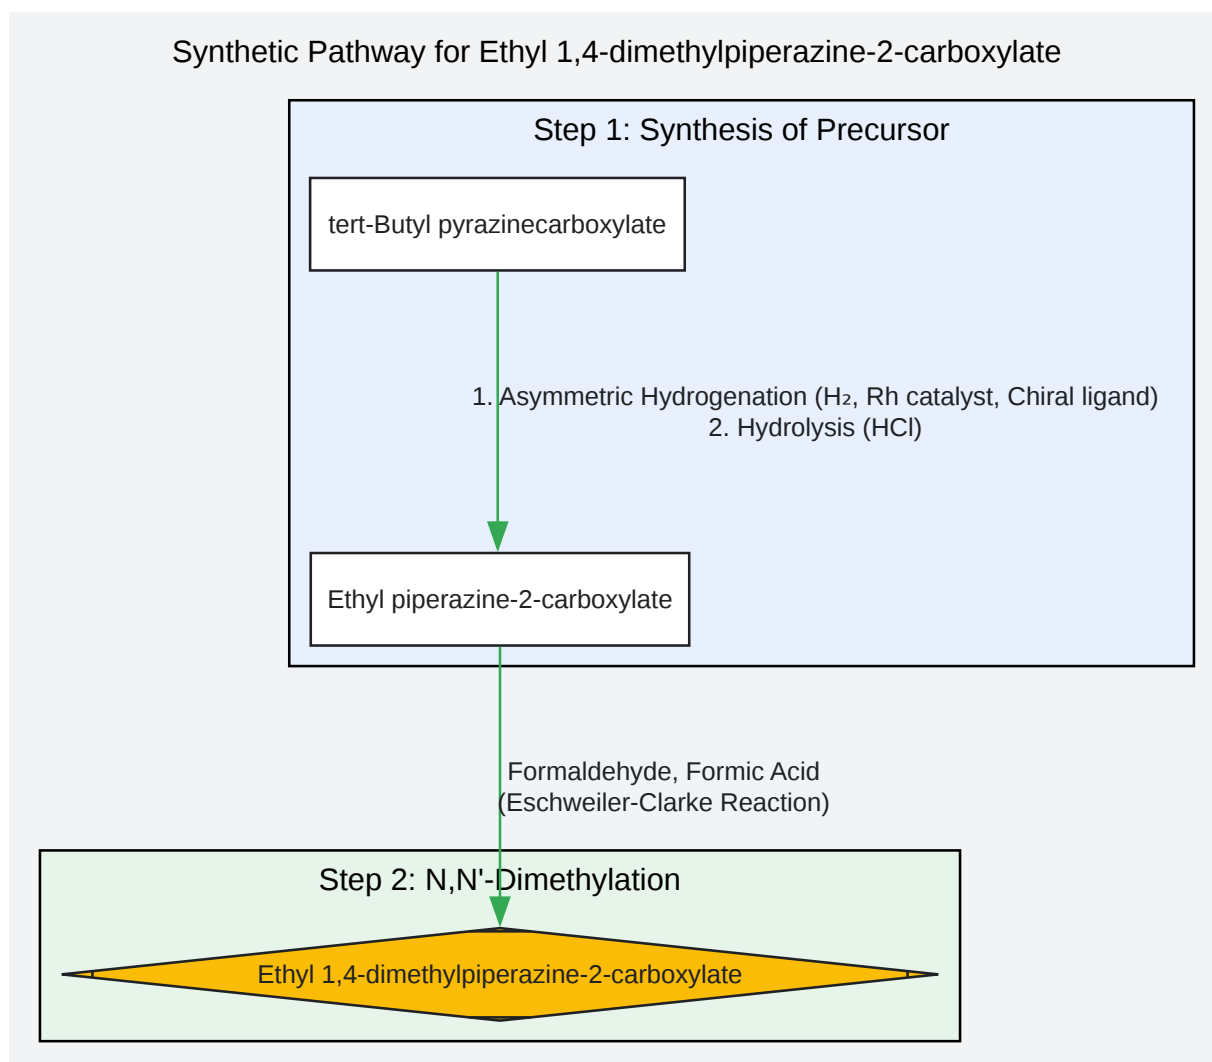 Synthetic Pathway for Ethyl 1,4-dimethylpiperazine-2-carboxylate
Step 1: Synthesis of Precursor
tert-Butyl pyrazinecarboxylate
1. Asymmetric Hydrogenation (H₂, Rh catalyst, Chiral ligand)
2. Hydrolysis (HCl)
Ethyl piperazine-2-carboxylate
Formaldehyde, Formic Acid
(Eschweiler-Clarke Reaction)
Step 2: N,N'-Dimethylation
Ethyl 1,4-dimethylpiperazine-2-carboxylate